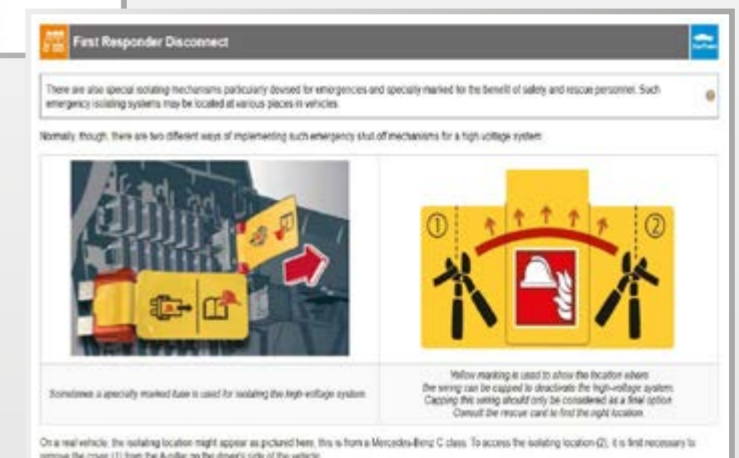 First Responder Disconnect
There are also special isolating mechanisms particularly devised for emergencies and specially marked for the benefit of safety and rescue personnel. Such
emergency isolating systems may be located at various places in vehicles.
Normally, though, there are two different ways of implementing such emergency shut off mechanisms for a high voltage system
① ②
Sometimes a specially marked fuse is used for isolating the high-voltage system.
Yellow marking is used to show the location where
the wiring can be capped to deactivate the high-voltage system.
Capping this wiring should only be considered as a final option
Consult the rescue card to find the right location.
On a real vehicle, the isolating location might appear as pictured here, this is from a Mercedes-Benz C class. To access the isolating location (2), it is first necessary to
remove the cover (1) from the A-pillar on the driver's side of the vehicle